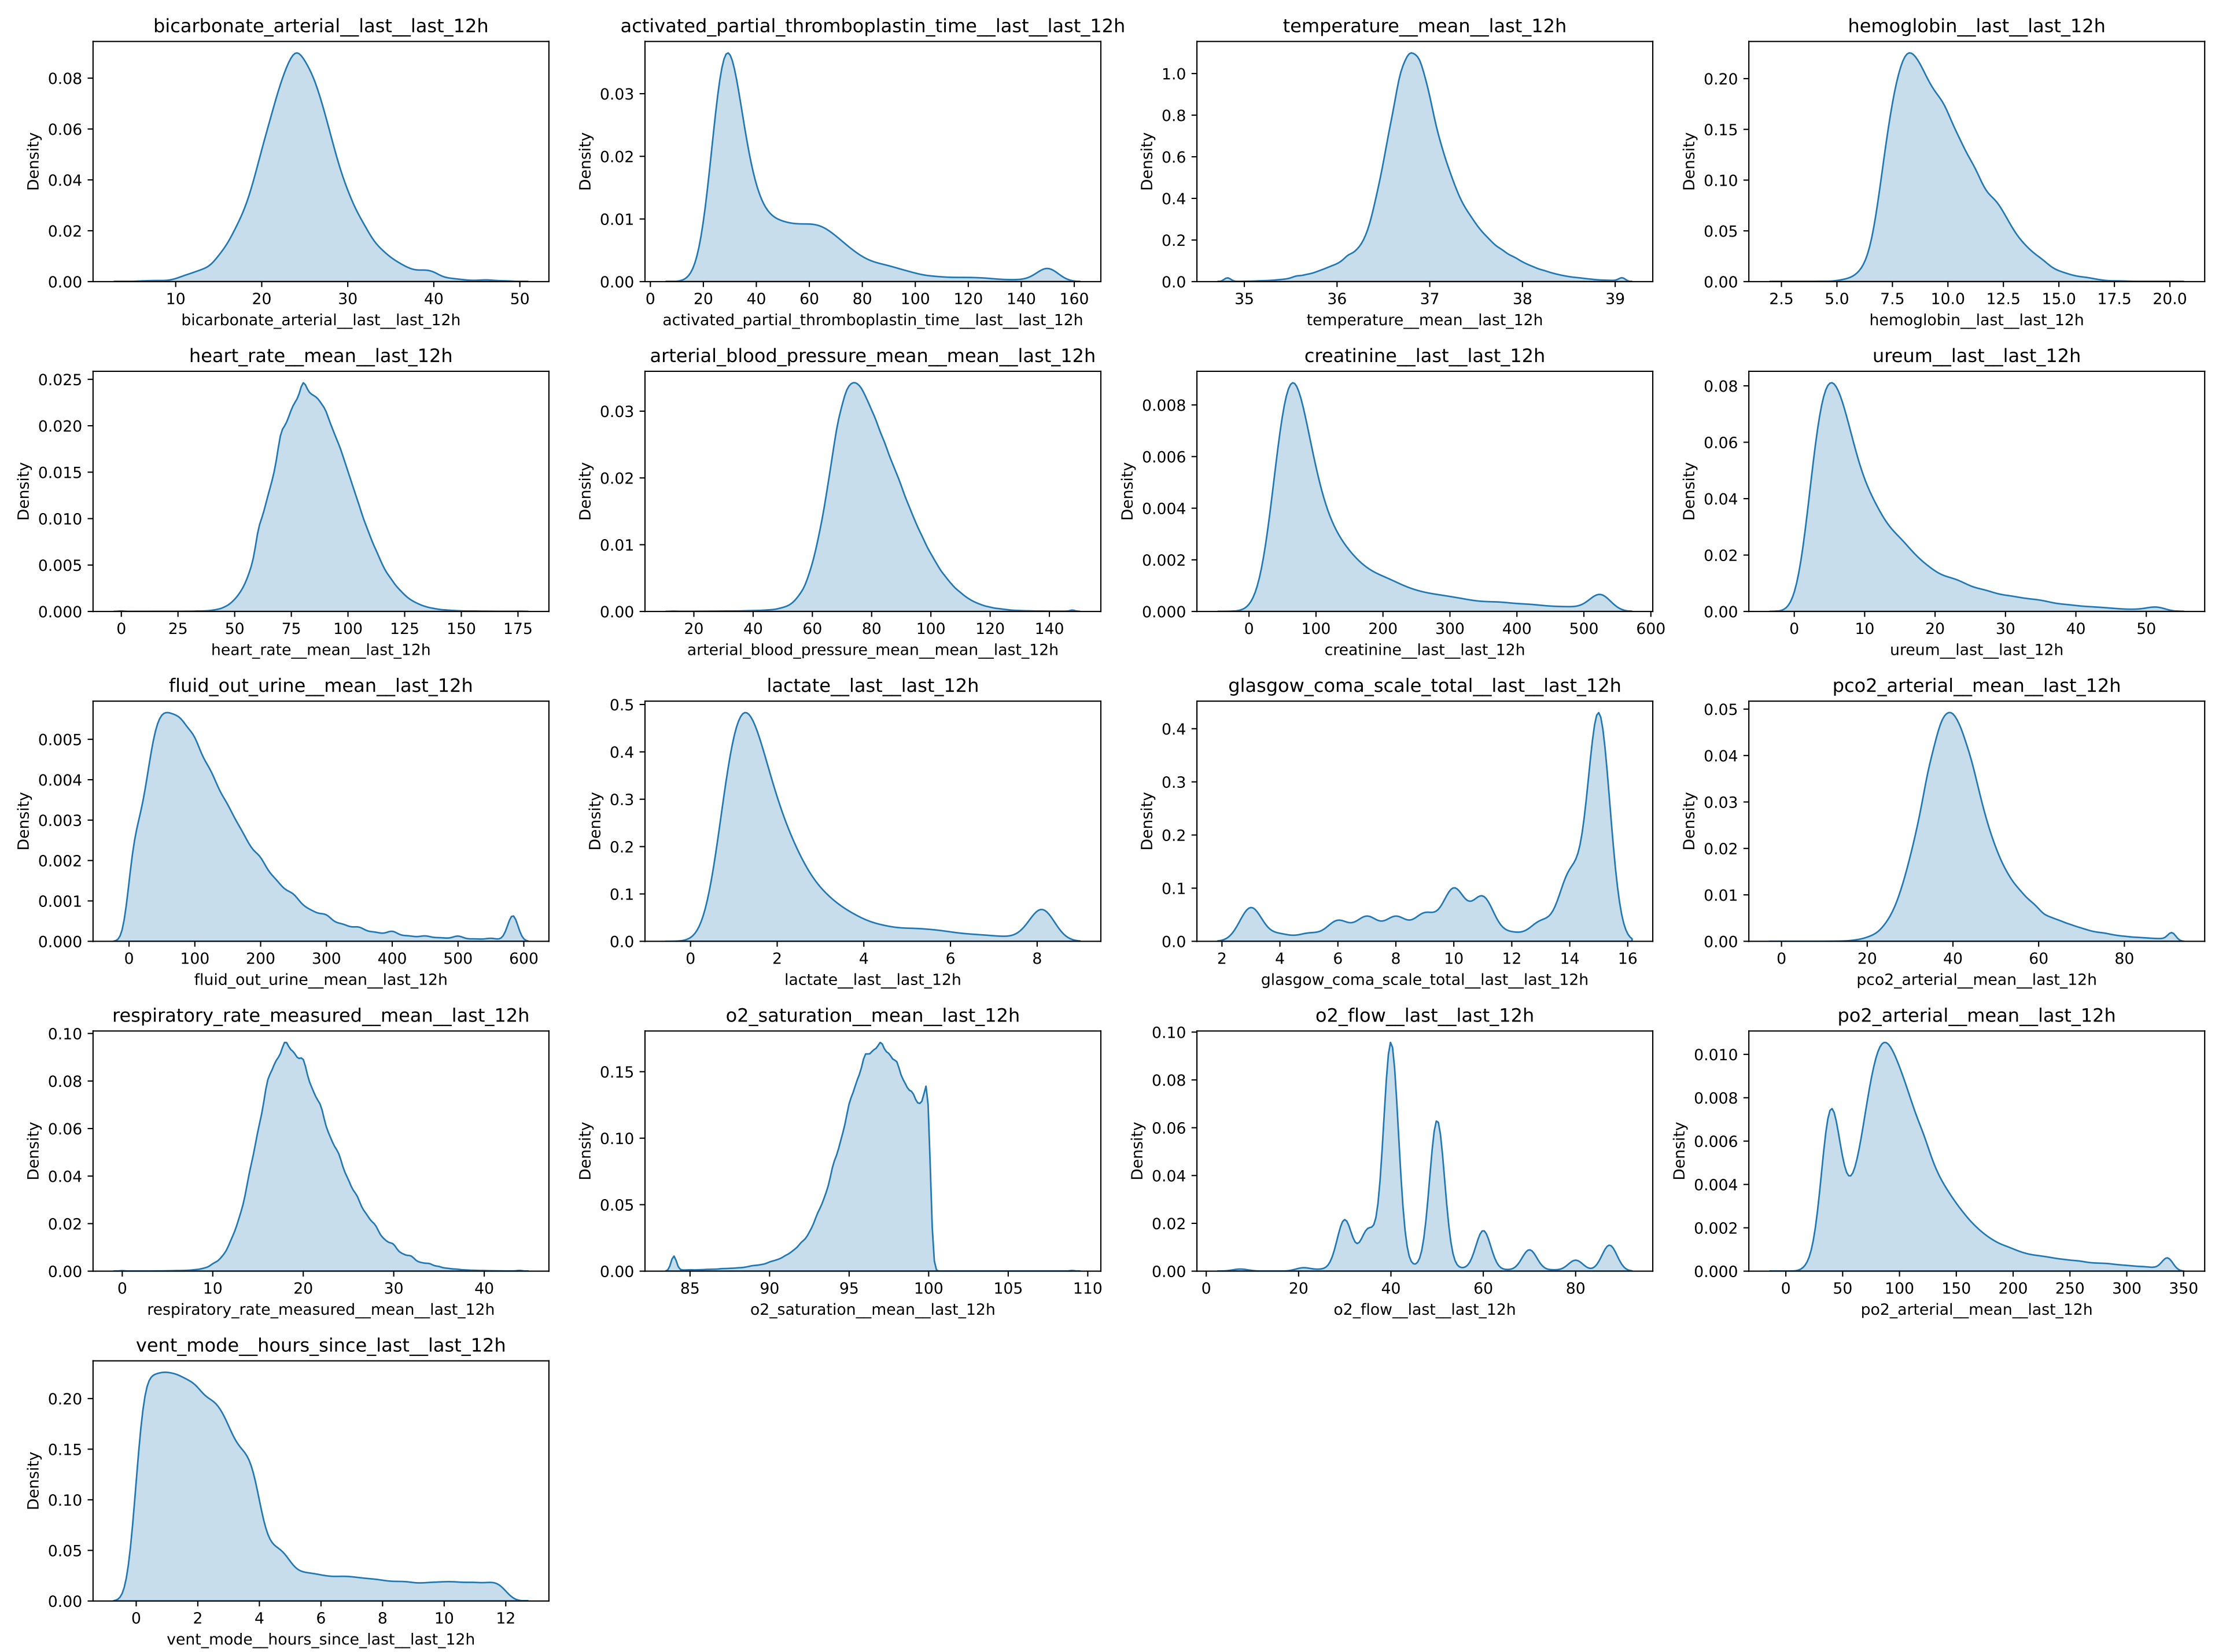 bicarbonate_arterial__last__last_12h
Density
0.08
0.06
0.04
0.02
0.00
10 20 30 40 50
bicarbonate_arterial__last__last_12h
activated_partial_thromboplastin_time__last__last_12h
Density
0.03
0.02
0.01
0.00
0 20 40 60 80 100 120 140 160
activated_partial_thromboplastin_time__last__last_12h
temperature__mean__last_12h
Density
1.0
0.8
0.6
0.4
0.2
0.0
35 36 37 38 39
temperature__mean__last_12h
hemoglobin__last__last_12h
Density
0.20
0.15
0.10
0.05
0.00
2.5 5.0 7.5 10.0 12.5 15.0 17.5 20.0
hemoglobin__last__last_12h
heart_rate__mean__last_12h
Density
0.025
0.020
0.015
0.010
0.005
0.000
0 25 50 75 100 125 150 175
heart_rate__mean__last_12h
arterial_blood_pressure_mean__mean__last_12h
Density
0.03
0.02
0.01
0.00
20 40 60 80 100 120 140
arterial_blood_pressure_mean__mean__last_12h
creatinine__last__last_12h
Density
0.008
0.006
0.004
0.002
0.000
0 100 200 300 400 500 600
creatinine__last__last_12h
ureum__last__last_12h
Density
0.08
0.06
0.04
0.02
0.00
0 10 20 30 40 50
ureum__last__last_12h
fluid_out_urine__mean__last_12h
Density
0.005
0.004
0.003
0.002
0.001
0.000
0 100 200 300 400 500 600
fluid_out_urine__mean__last_12h
lactate__last__last_12h
Density
0.5
0.4
0.3
0.2
0.1
0.0
0 2 4 6 8
lactate__last__last_12h
glasgow_coma_scale_total__last__last_12h
Density
0.4
0.3
0.2
0.1
0.0
2 4 6 8 10 12 14 16
glasgow_coma_scale_total__last__last_12h
pco2_arterial__mean__last_12h
Density
0.05
0.04
0.03
0.02
0.01
0.00
0 20 40 60 80
pco2_arterial__mean__last_12h
respiratory_rate_measured__mean__last_12h
Density
0.10
0.08
0.06
0.04
0.02
0.00
0 10 20 30 40
respiratory_rate_measured__mean__last_12h
o2_saturation__mean__last_12h
Density
0.15
0.10
0.05
0.00
85 90 95 100 105 110
o2_saturation__mean__last_12h
o2_flow__last__last_12h
Density
0.10
0.08
0.06
0.04
0.02
0.00
0 20 40 60 80
o2_flow__last__last_12h
po2_arterial__mean__last_12h
Density
0.010
0.008
0.006
0.004
0.002
0.000
0 50 100 150 200 250 300 350
po2_arterial__mean__last_12h
vent_mode__hours_since_last__last_12h
Density
0.20
0.15
0.10
0.05
0.00
0 2 4 6 8 10 12
vent_mode__hours_since_last__last_12h